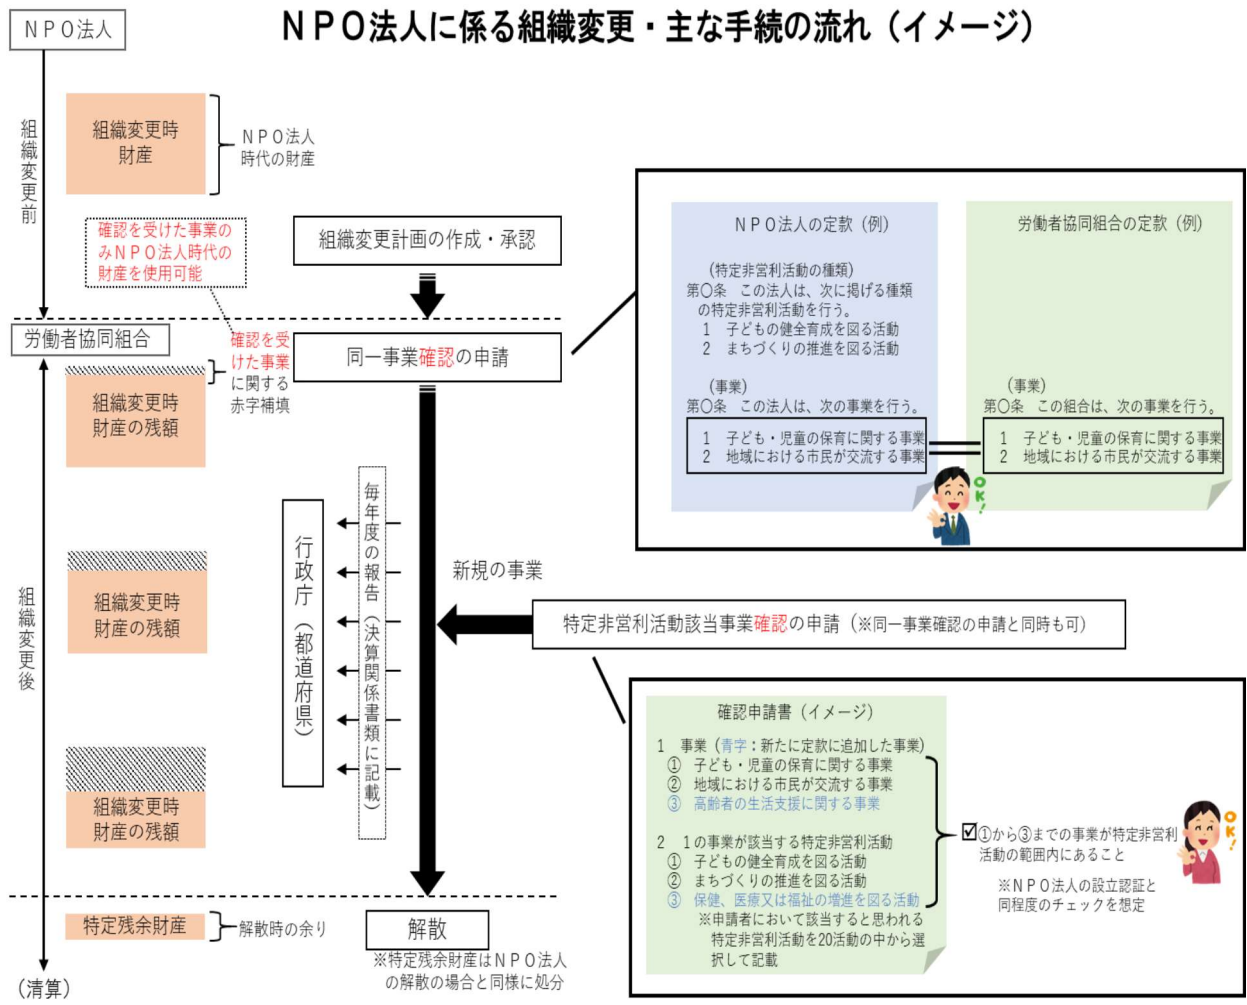 NPO法人に係る組織変更・主な手続の流れ（イメージ）
NPO法人
組織変更前
組織変更時
財産
NPO法人
時代の財産
確認を受けた事業の
みNPO法人時代の
財産を使用可能
組織変更計画の作成・承認
労働者協同組合
確認を受
けた事業
に関する
赤字補填
同一事業確認の申請
組織変更時
財産の残額
NPO法人の定款（例）
（特定非営利活動の種類）
第〇条　この法人は、次に掲げる種類
の特定非営利活動を行う。
1　子どもの健全育成を図る活動
2　まちづくりの推進を図る活動
（事業）
第〇条　この法人は、次の事業を行う。
1　子ども・児童の保育に関する事業
2　地域における市民が交流する事業
労働者協同組合の定款（例）
（事業）
第〇条　この組合は、次の事業を行う。
1　子ども・児童の保育に関する事業
2　地域における市民が交流する事業
OK!
組織変更後
組織変更時
財産の残額
行政庁（都道府県）
毎年度の報告（決算関係書類に記載）
新規の事業
特定非営利活動該当事業確認の申請（※同一事業確認の申請と同時も可）
組織変更時
財産の残額
確認申請書（イメージ）
1　事業（青字：新たに定款に追加した事業）
①　子ども・児童の保育に関する事業
②　地域における市民が交流する事業
③　高齢者の生活支援に関する事業
2　1の事業が該当する特定非営利活動
①　子どもの健全育成を図る活動
②　まちづくりの推進を図る活動
③　保健、医療又は福祉の増進を図る活動
※申請者において該当すると思われる
特定非営利活動を20活動の中から選
択して記載
☑①から③までの事業が特定非営利
活動の範囲内にあること
※NPO法人の設立認証と
同程度のチェックを想定
OK!
特定残余財産
解散時の余り
解散
※特定残余財産はNPO法人
の解散の場合と同様に処分
（清算）